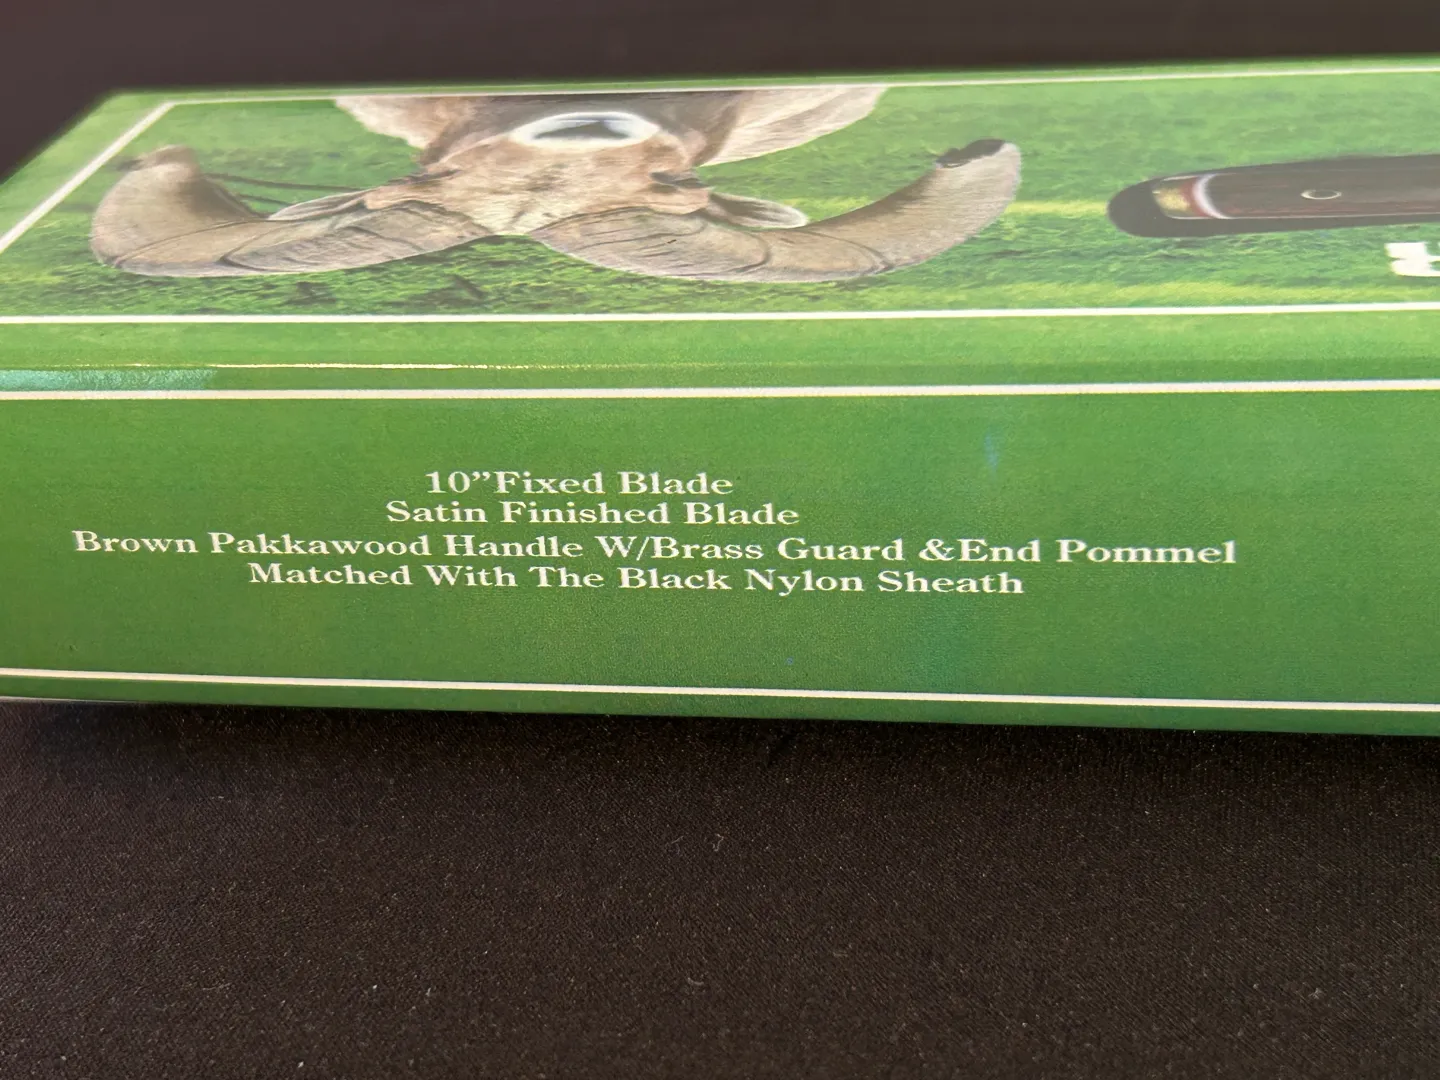 10”Fixed Blade
Satin Finished Blade
Brown Pakkawood Handle W/Brass Guard &End Pommel
Matched With The Black Nylon Sheath